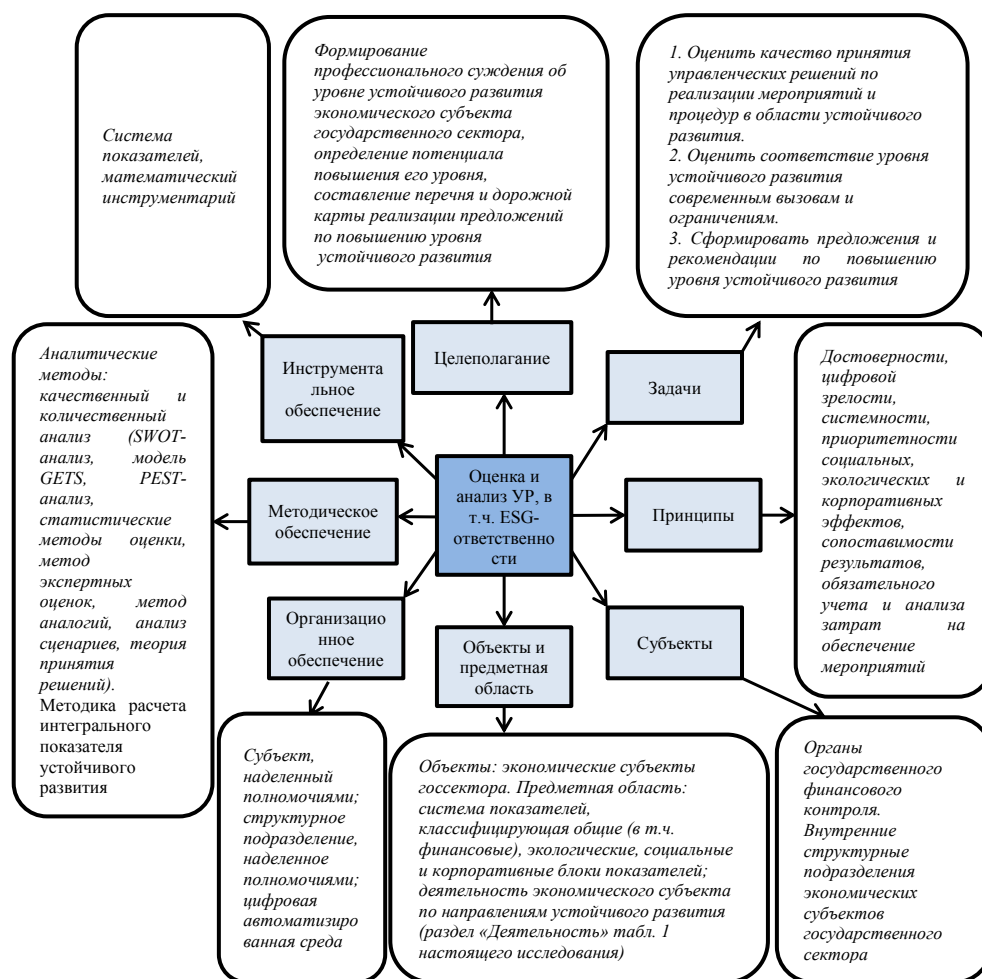 Система
показателей,
математический
инструментарий
Формирование
профессионального суждения об
уровне устойчивого развития
экономического субъекта
государственного сектора,
определение потенциала
повышения его уровня,
составление перечня и дорожной
карты реализации предложений
по повышению уровня
устойчивого развития
1. Оценить качество принятия
управленческих решений по
реализации мероприятий и
процедур в области устойчивого
развития.
2. Оценить соответствие уровня
устойчивого развития
современным вызовам и
ограничениям.
3. Сформировать предложения и
рекомендации по повышению
уровня устойчивого развития
Инструмента
льное
обеспечение
Целеполагание
Задачи
Аналитические
методы:
качественный и
количественный
анализ (SWOT-
анализ, модель
GETS, PEST-
анализ,
статистические
методы оценки,
метод
экспертных
оценок, метод
аналогий, анализ
сценариев, теория
принятия
решений).
Методика расчета
интегрального
показателя
устойчивого
развития
Методическое
обеспечение
Оценка и
анализ УР, в
т.ч. ESG-
ответственно
сти
Принципы
Достоверности,
цифровой
зрелости,
системности,
приоритетности
социальных,
экологических и
корпоративных
эффектов,
сопоставимости
результатов,
обязательного
учета и анализа
затрат на
обеспечение
мероприятий
Организацио
нное
обеспечение
Объекты и
предметная
область
Субъекты
Субъект,
наделенный
полномочиями;
структурное
подразделение,
наделенное
полномочиями;
цифровая
автоматизиро
ванная среда
Объекты: экономические субъекты
госсектора. Предметная область:
система показателей,
классифицирующая общие (в т.ч.
финансовые), экологические, социальные
и корпоративные блоки показателей;
деятельность экономического субъекта
по направлениям устойчивого развития
(раздел «Деятельность» табл. 1
настоящего исследования)
Органы
государственного
финансового
контроля.
Внутренние
структурные
подразделения
экономических
субъектов
государственного
сектора